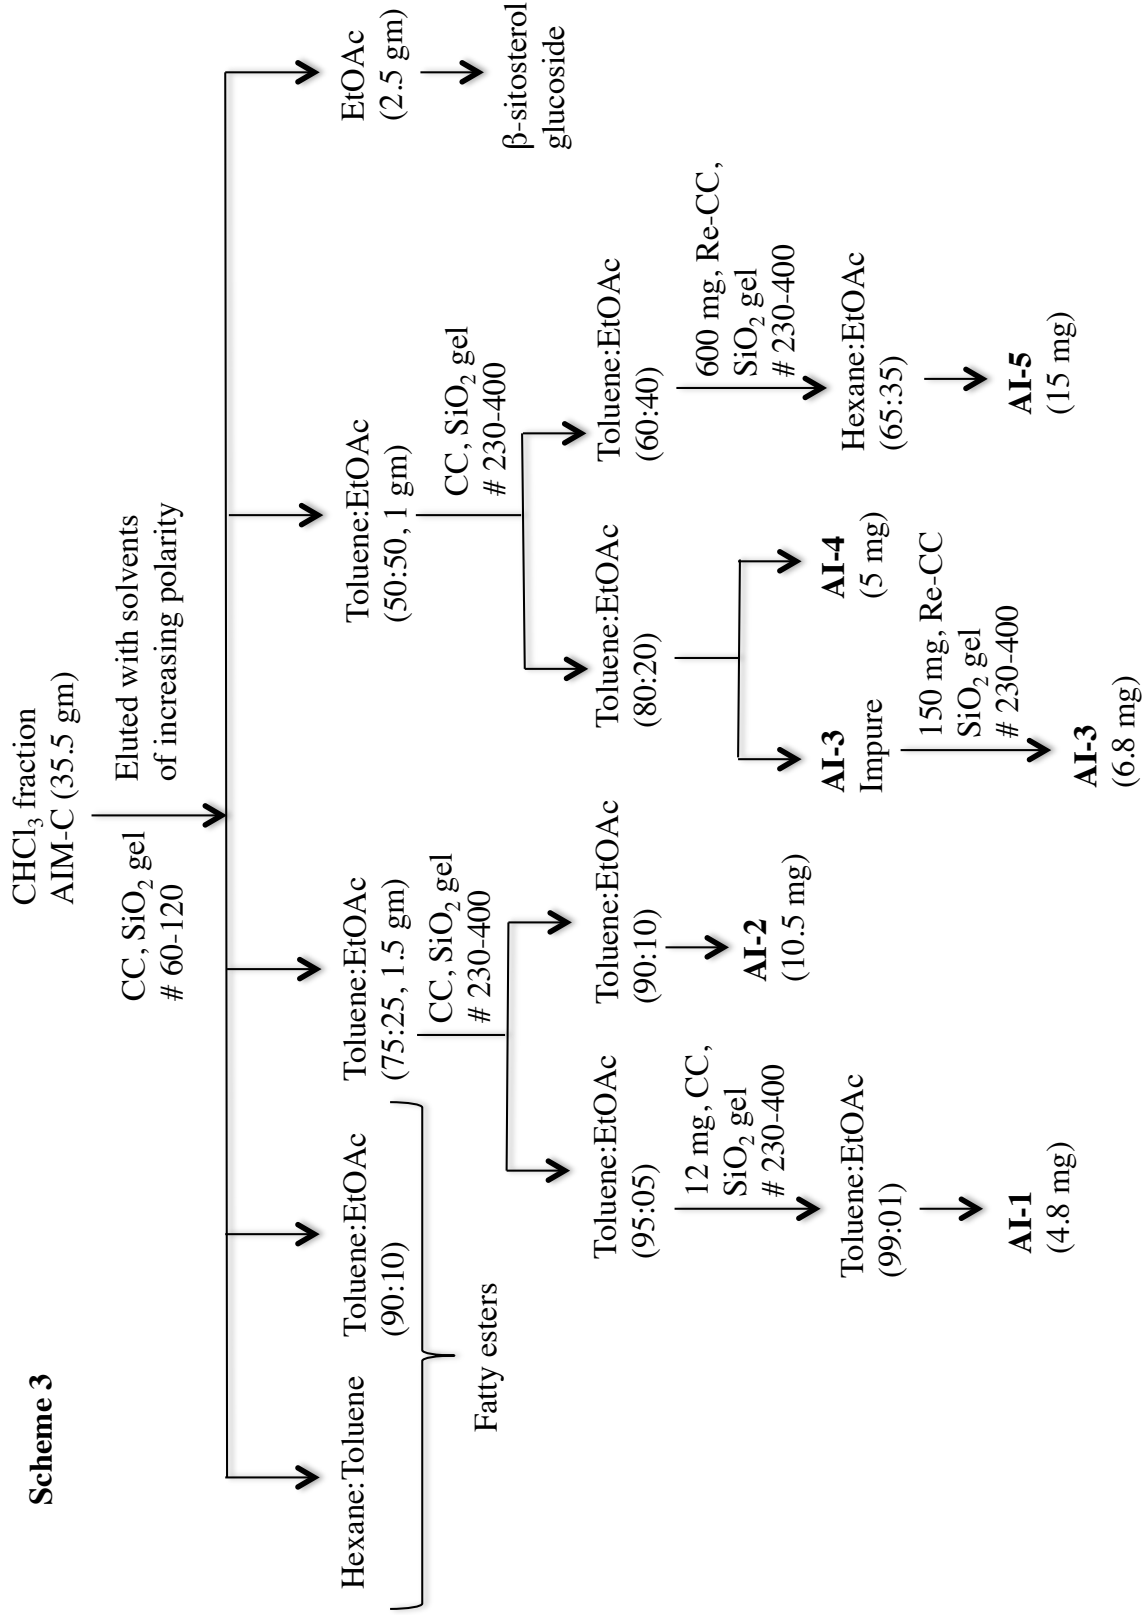 Scheme 3
CHCl₃ fraction
AIM-C (35.5 gm)
CC, SiO₂ gel
# 60-120
Eluted with solvents
of increasing polarity
Hexane:Toluene
Toluene:EtOAc
(90:10)
Fatty esters
Toluene:EtOAc
(75:25, 1.5 gm)
CC, SiO₂ gel
# 230-400
Toluene:EtOAc
(95:05)
12 mg, CC,
SiO₂ gel
# 230-400
Toluene:EtOAc
(99:01)
AI-1
(4.8 mg)
Toluene:EtOAc
(90:10)
AI-2
(10.5 mg)
Toluene:EtOAc
(50:50, 1 gm)
CC, SiO₂ gel
# 230-400
Toluene:EtOAc
(80:20)
AI-3
Impure
150 mg, Re-CC
SiO₂ gel
# 230-400
AI-3
(6.8 mg)
AI-4
(5 mg)
Toluene:EtOAc
(60:40)
600 mg, Re-CC,
SiO₂ gel
# 230-400
Hexane:EtOAc
(65:35)
AI-5
(15 mg)
EtOAc
(2.5 gm)
β-sitosterol
glucoside